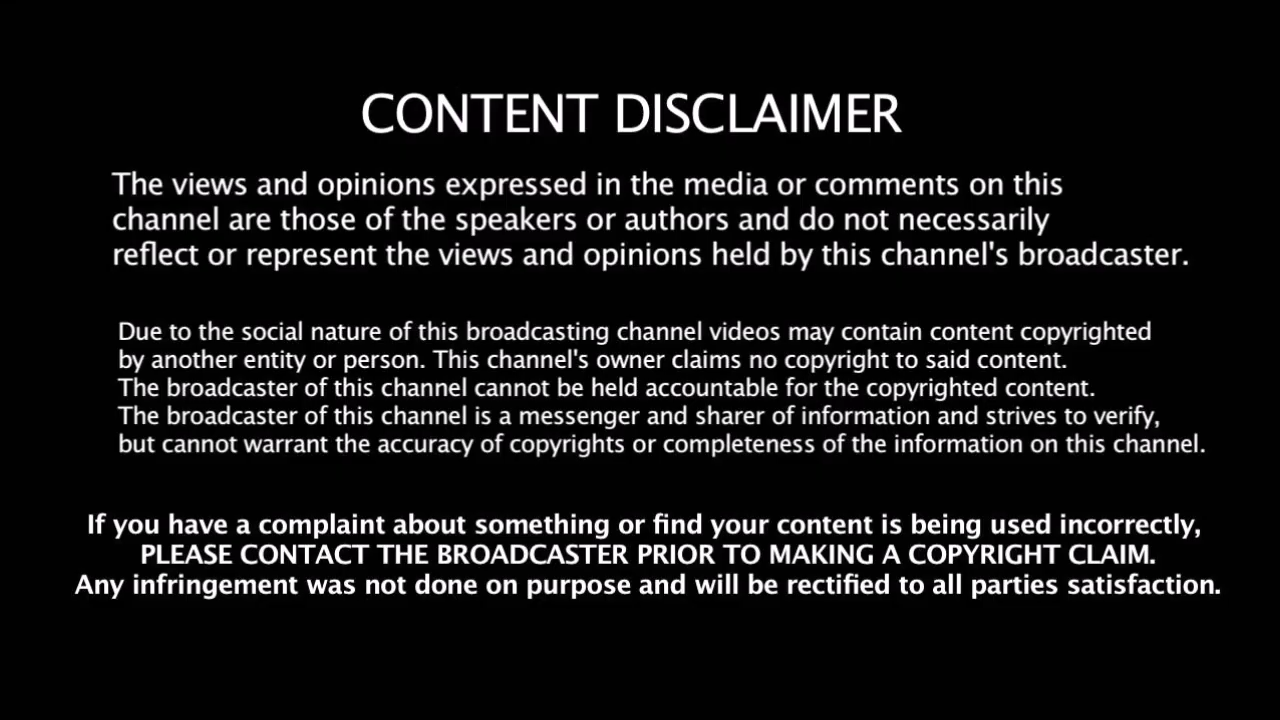 CONTENT DISCLAIMER
The views and opinions expressed in the media or comments on this
channel are those of the speakers or authors and do not necessarily
reflect or represent the views and opinions held by this channel's broadcaster.
Due to the social nature of this broadcasting channel videos may contain content copyrighted
by another entity or person. This channel's owner claims no copyright to said content.
The broadcaster of this channel cannot be held accountable for the copyrighted content.
The broadcaster of this channel is a messenger and sharer of information and strives to verify,
but cannot warrant the accuracy of copyrights or completeness of the information on this channel.
If you have a complaint about something or find your content is being used incorrectly,
PLEASE CONTACT THE BROADCASTER PRIOR TO MAKING A COPYRIGHT CLAIM.
Any infringement was not done on purpose and will be rectified to all parties satisfaction.